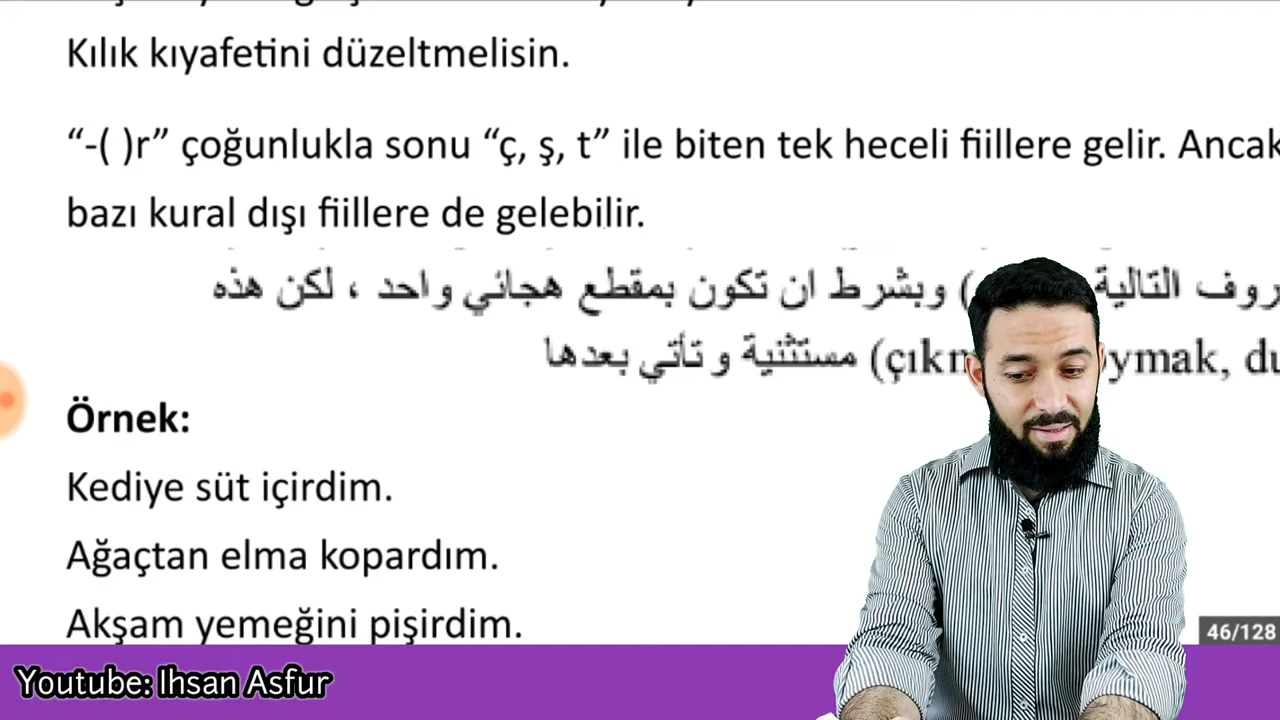 Kılık kıyafetini düzeltmelisin.
“-( )r” çoğunlukla sonu “ç, ş, t” ile biten tek heceli fiillere gelir. Ancak
bazı kural dışı fiillere de gelebilir.
التالية ) وبشرط ان تكون بمقطع هجائي واحد ، لكن هذه
مستثنية و تأتي بعدها
Örnek:
Kediye süt içirdim.
Ağaçtan elma kopardım.
Akşam yemeğini pişirdim.
46/128
Youtube: Ihsan Asfur